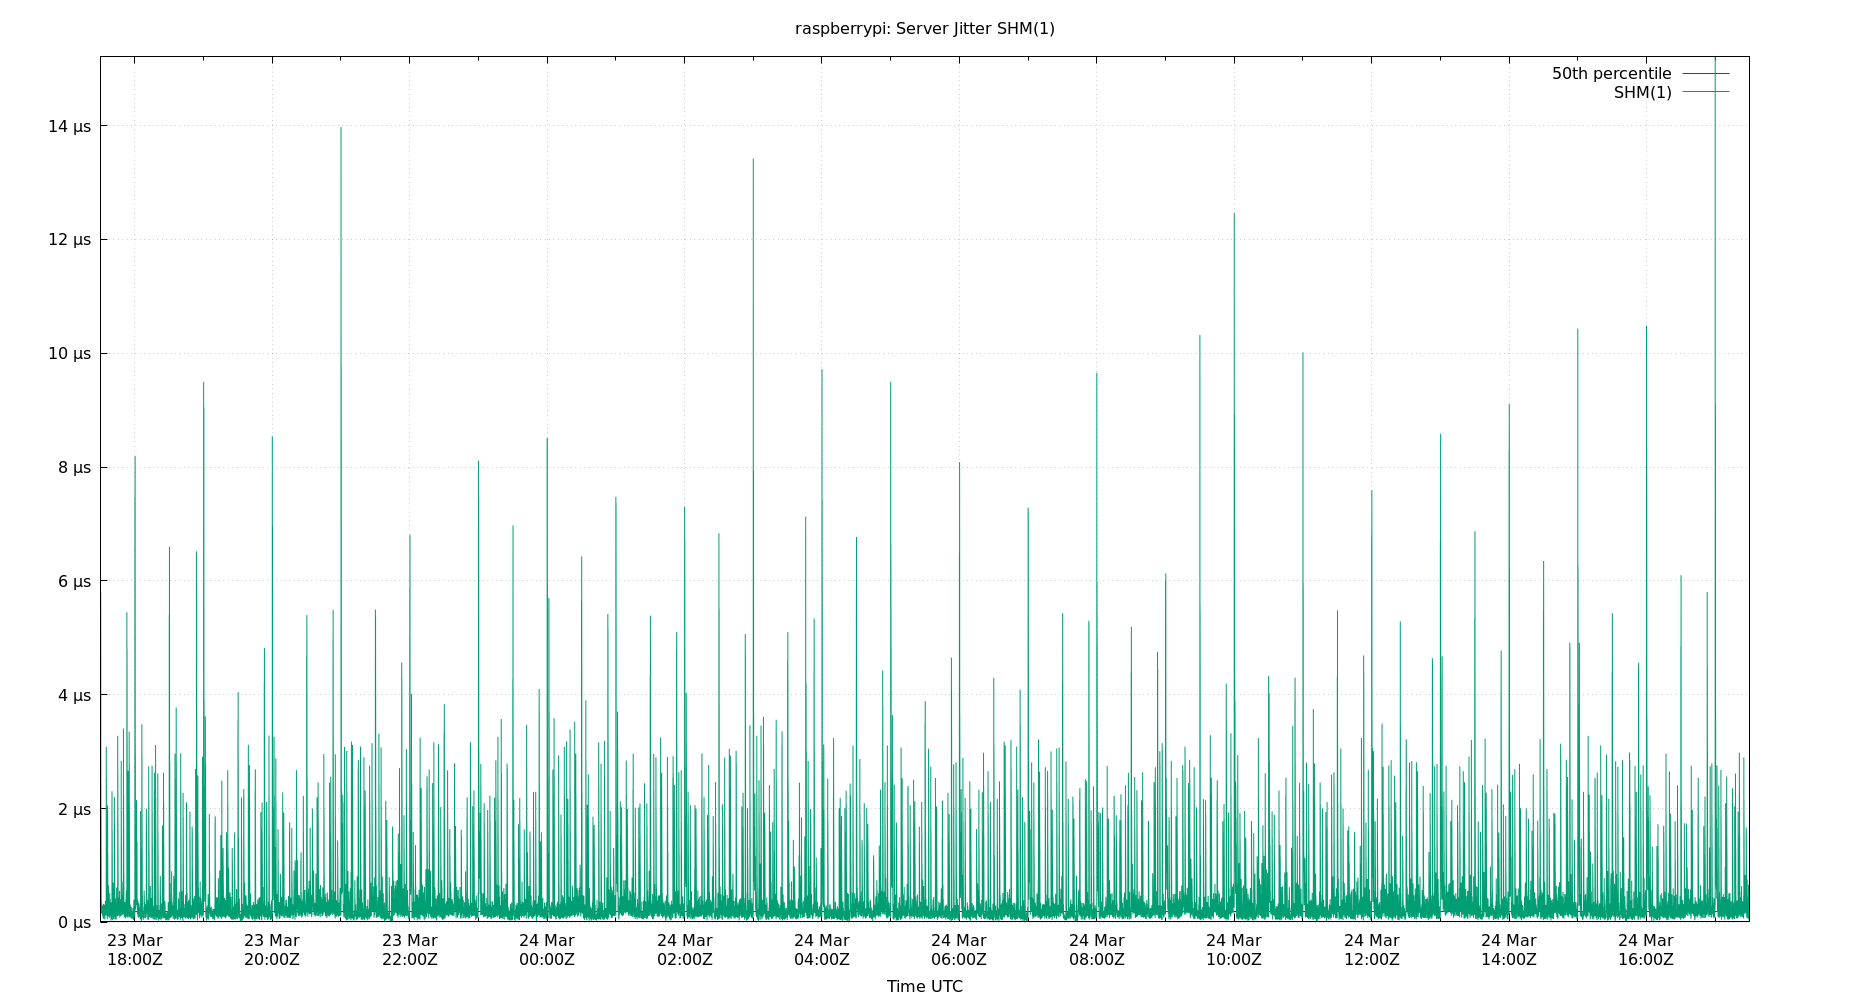 raspberrypi: Server Jitter SHM(1)
50th percentile
SHM(1)
14 µs
12 µs
10 µs
8 µs
6 µs
4 µs
2 µs
0 µs
23 Mar 23 Mar 23 Mar 24 Mar 24 Mar 24 Mar 24 Mar 24 Mar 24 Mar 24 Mar 24 Mar 24 Mar
18:00Z 20:00Z 22:00Z 00:00Z 02:00Z 04:00Z 06:00Z 08:00Z 10:00Z 12:00Z 14:00Z 16:00Z
Time UTC